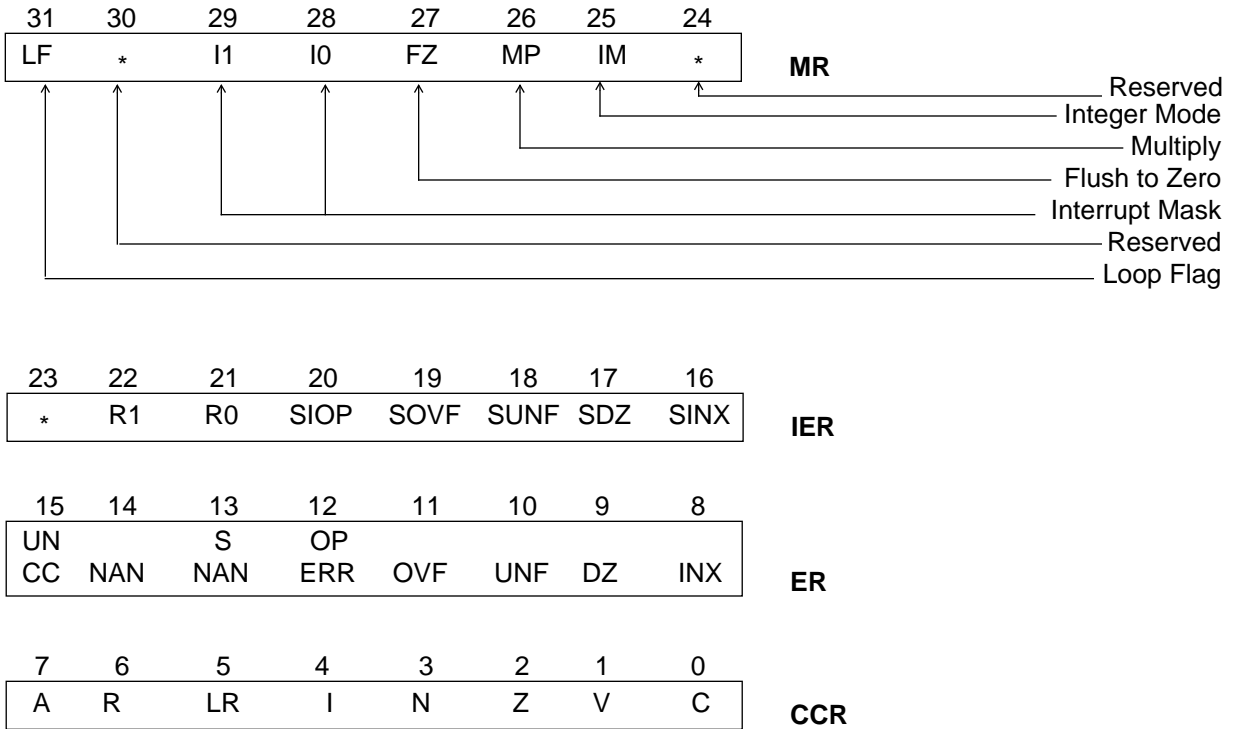 31 30 29 28 27 26 25 24
LF * I1 I0 FZ MP IM * MR
Reserved
Integer Mode
Multiply
Flush to Zero
Interrupt Mask
Reserved
Loop Flag
23 22 21 20 19 18 17 16
* R1 R0 SIOP SOVF SUNF SDZ SINX IER
15 14 13 12 11 10 9 8
UN S OP
CC NAN NAN ERR OVF UNF DZ INX ER
7 6 5 4 3 2 1 0
A R LR I N Z V C CCR